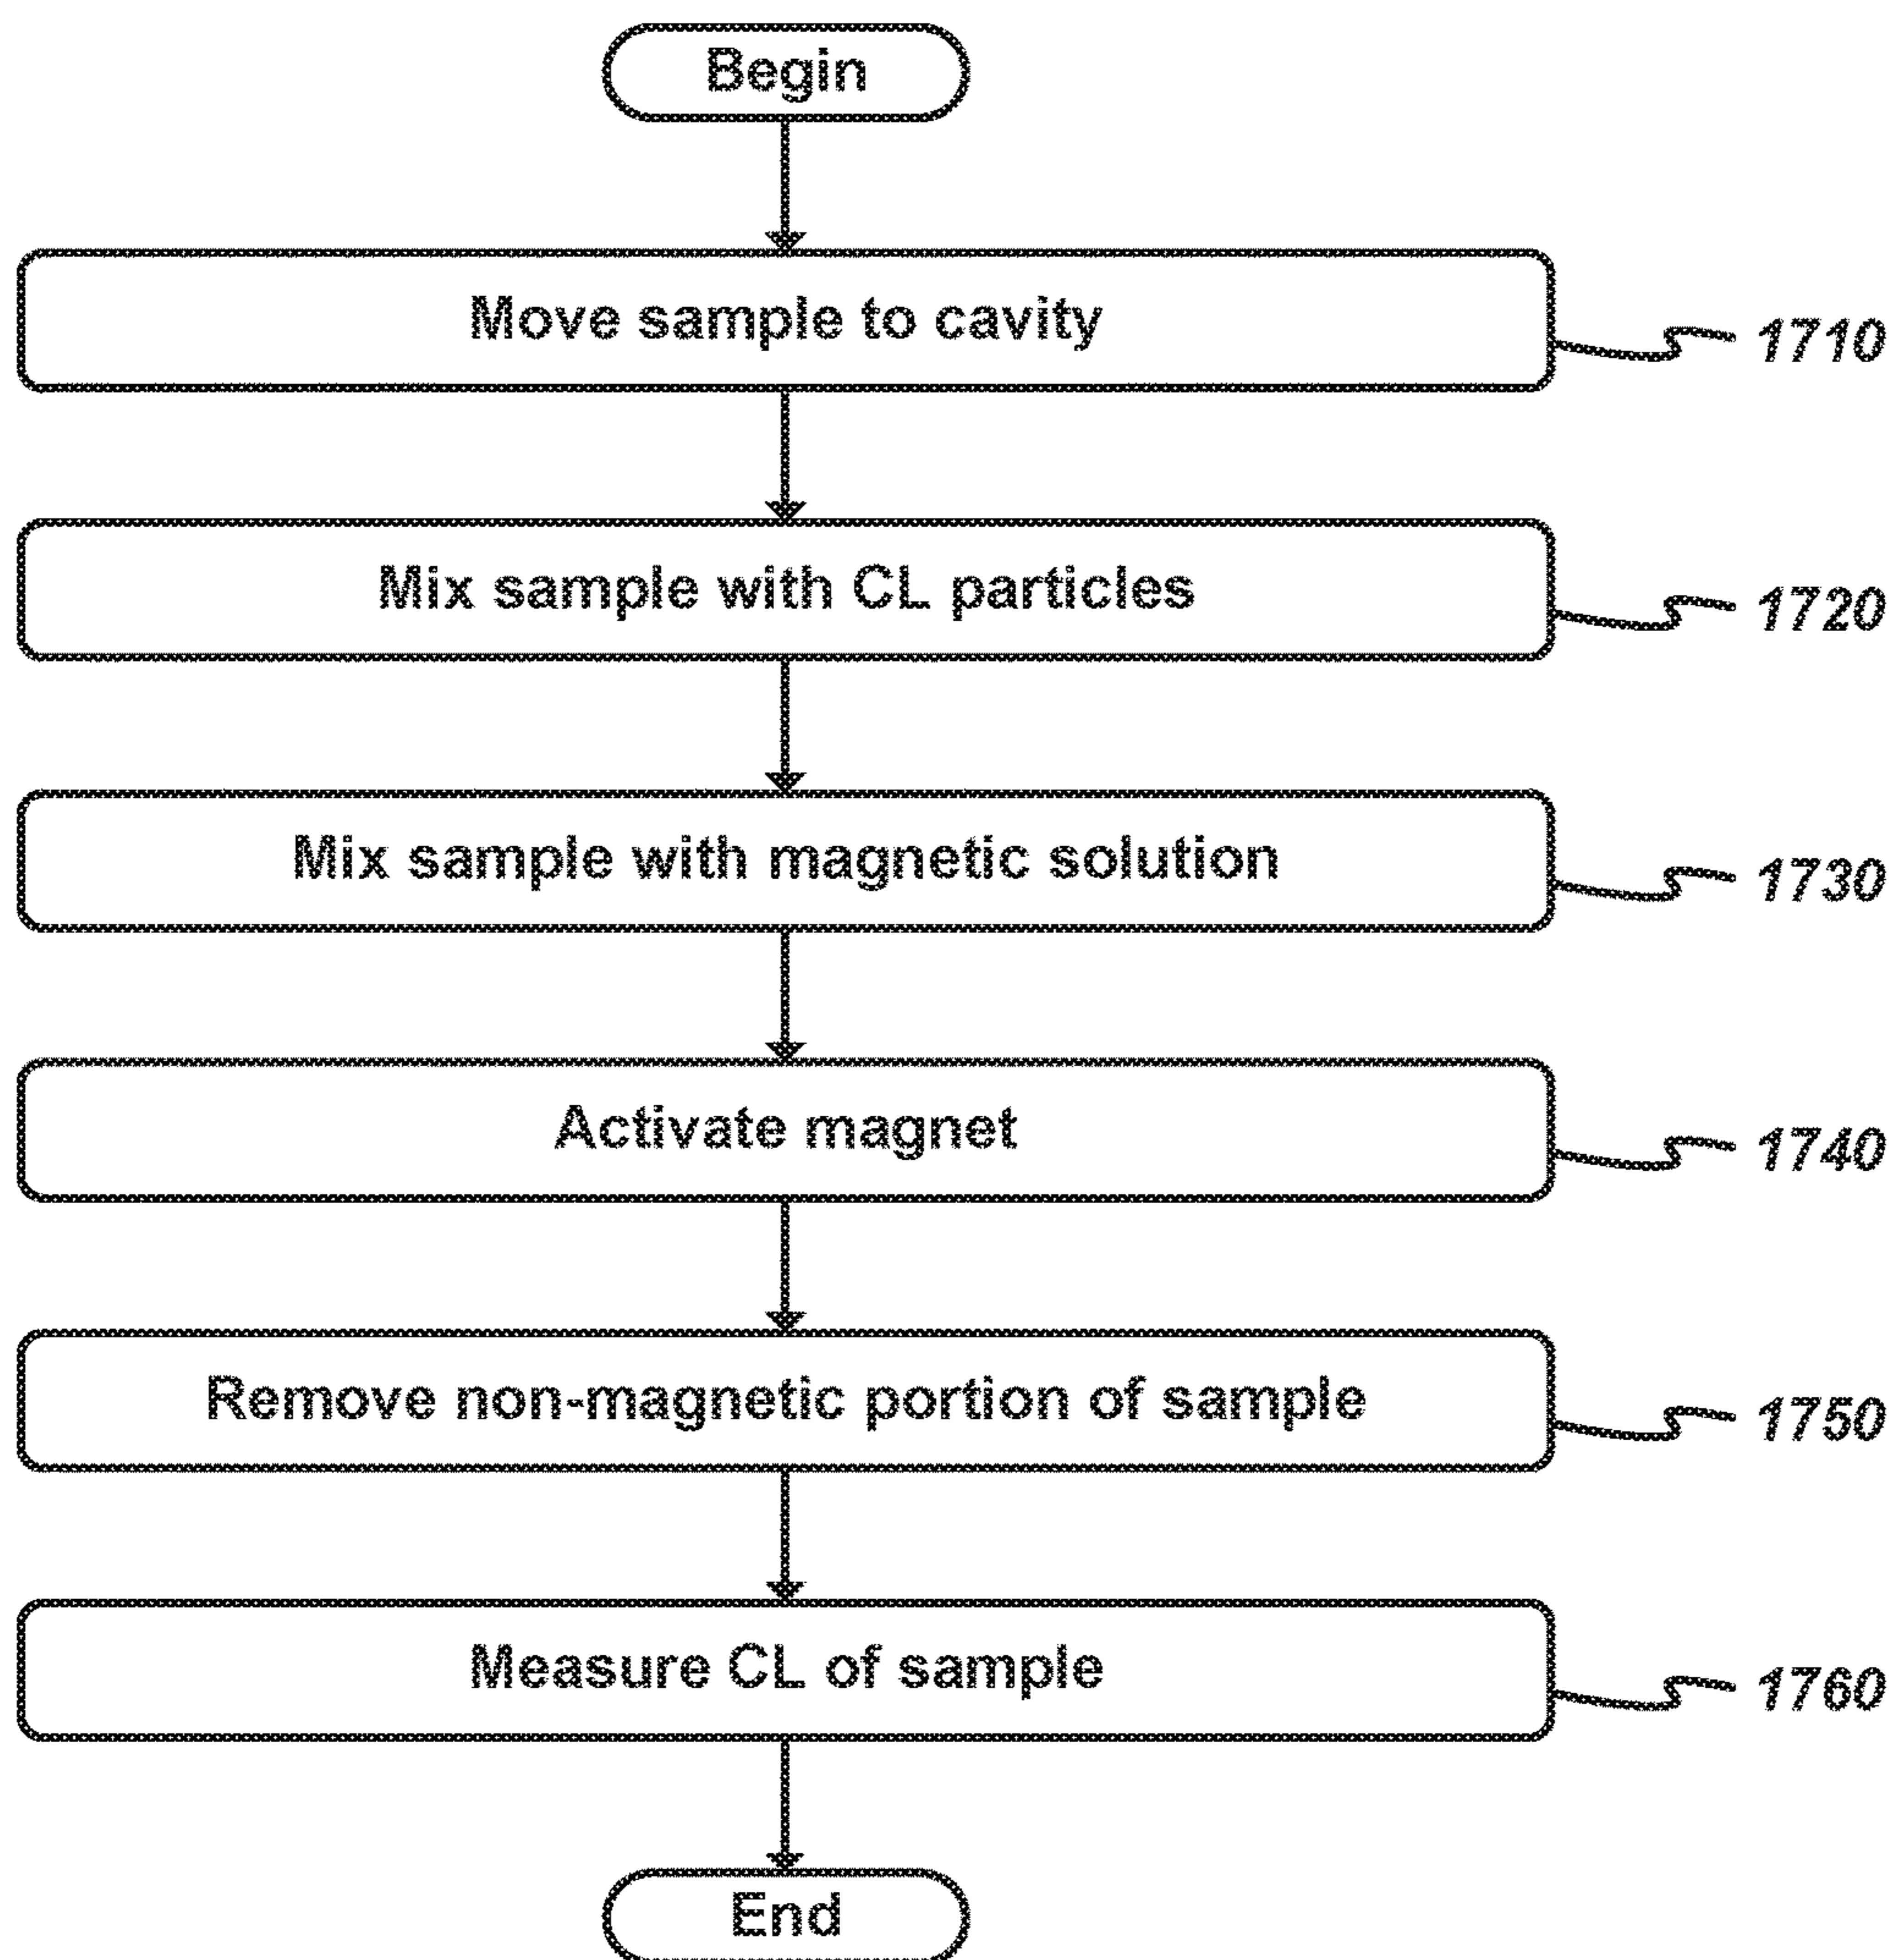 Begin
Move sample to cavity
1710
Mix sample with CL particles
1720
Mix sample with magnetic solution
1730
Activate magnet
1740
Remove non-magnetic portion of sample
1750
Measure CL of sample
1760
End